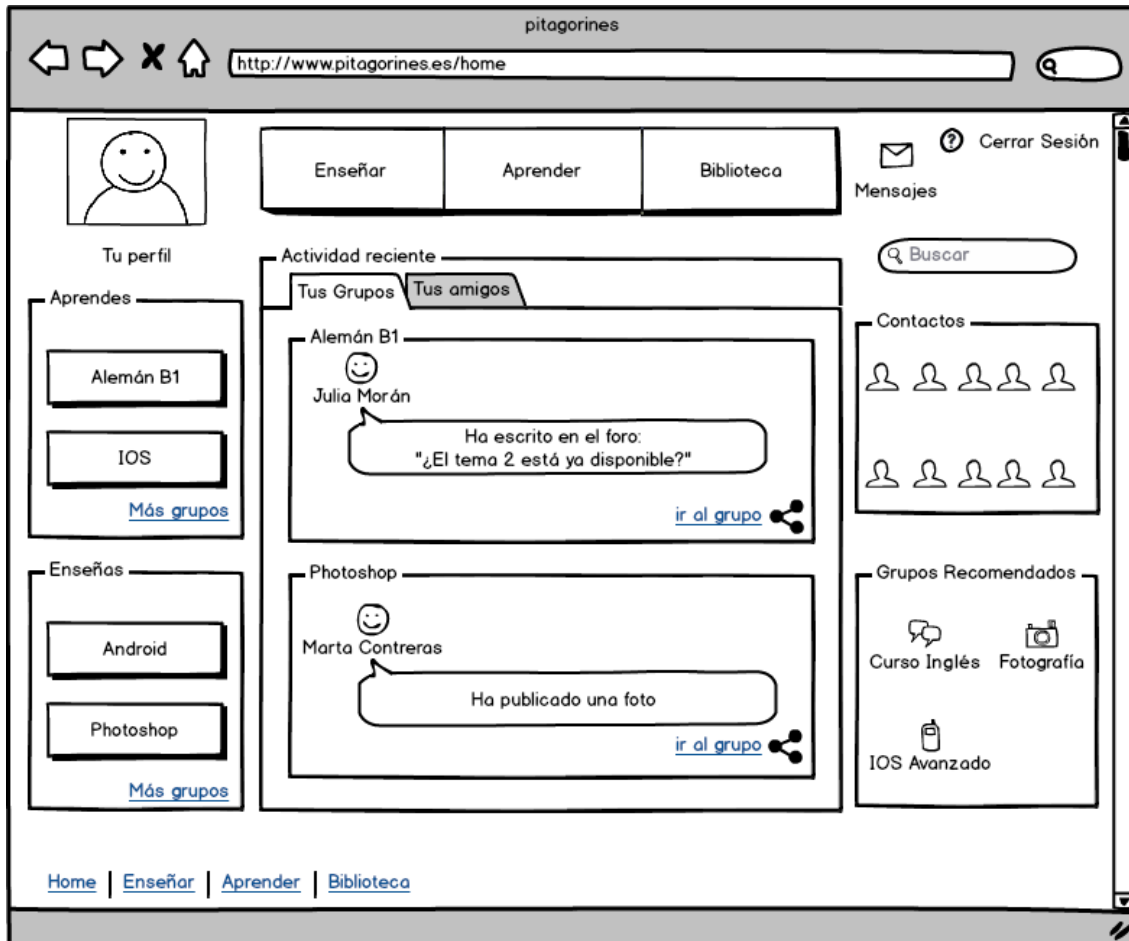 pitagorines
http://www.pitagorines.es/home
Enseñar
Aprender
Biblioteca
Mensajes
?
Cerrar Sesión
Tu perfil
Buscar
Aprendes
Alemán B1
IOS
Más grupos
Enseñas
Android
Photoshop
Más grupos
Actividad reciente
Tus Grupos
Tus amigos
Alemán B1
Julia Morán
Ha escrito en el foro:
"¿El tema 2 está ya disponible?"
ir al grupo
Photoshop
Marta Contreras
Ha publicado una foto
ir al grupo
Contactos
Grupos Recomendados
Curso Inglés
Fotografía
IOS Avanzado
Home
Enseñar
Aprender
Biblioteca